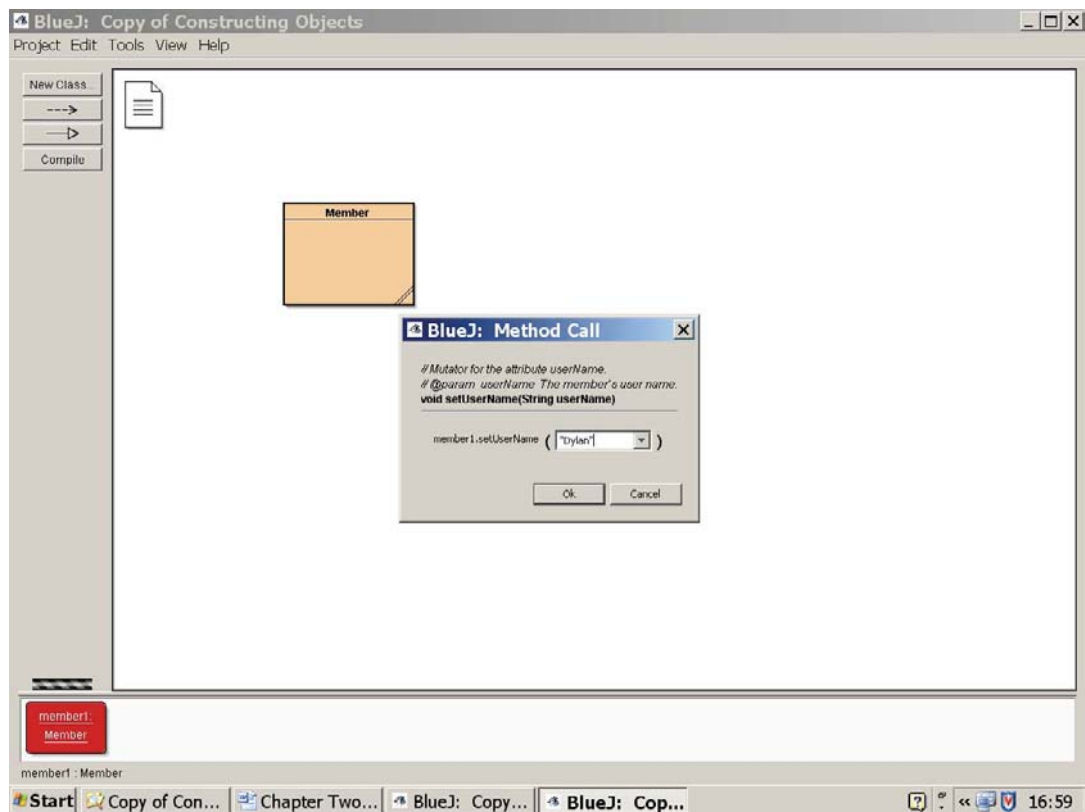 BlueJ: Copy of Constructing Objects
Project Edit Tools View Help
New Class...
Compile
Member
BlueJ: Method Call
// Mutator for the attribute userName.
// @param userName The member's user name.
void setUserName(String userName)
member1.setUserName ( "Dylan" )
Ok
Cancel
member1:
Member
member1 : Member
Start Copy of Con... Chapter Two... BlueJ: Copy... BlueJ: Cop... 16:59